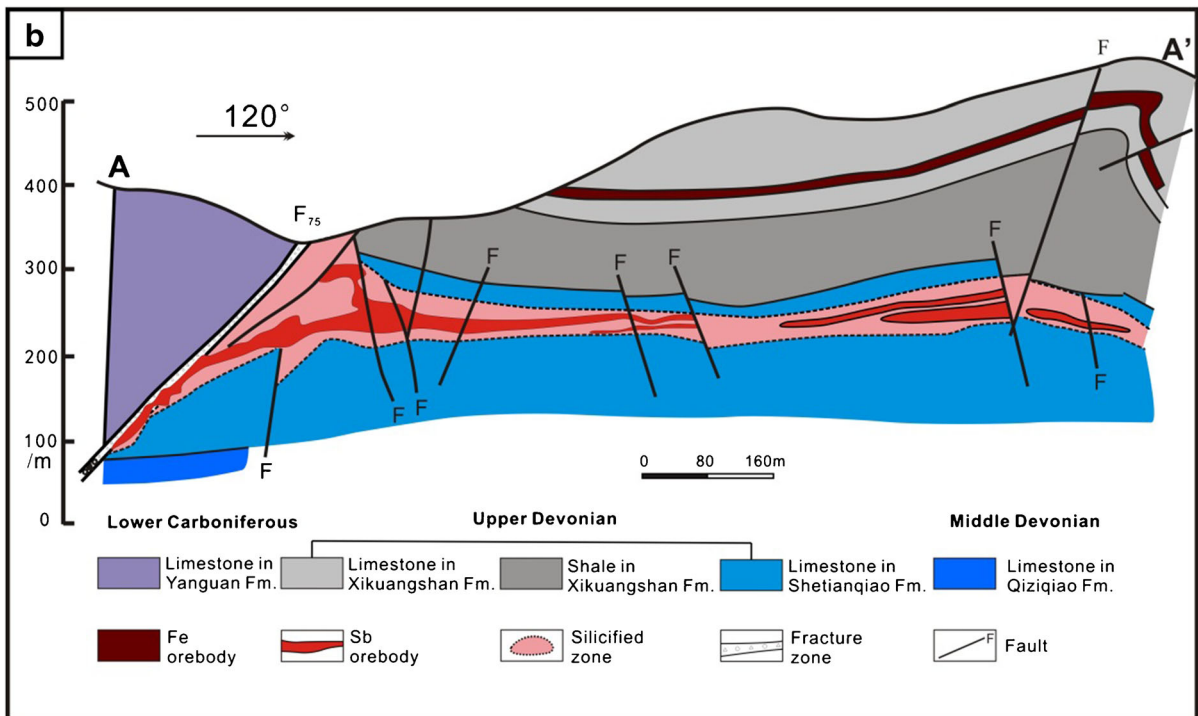 b
A'
F
500
120°
A
400
F75
F
F
F
F
300
200
F
F
F
100
/m
F
0 80 160m
0
Lower Carboniferous Upper Devonian Middle Devonian
Limestone in Yanguan Fm.
Limestone in Xikuangshan Fm.
Shale in Xikuangshan Fm.
Limestone in Shetianqiao Fm.
Limestone in Qiziqiao Fm.
Fe orebody
Sb orebody
Silicified zone
Fracture zone
F
Fault